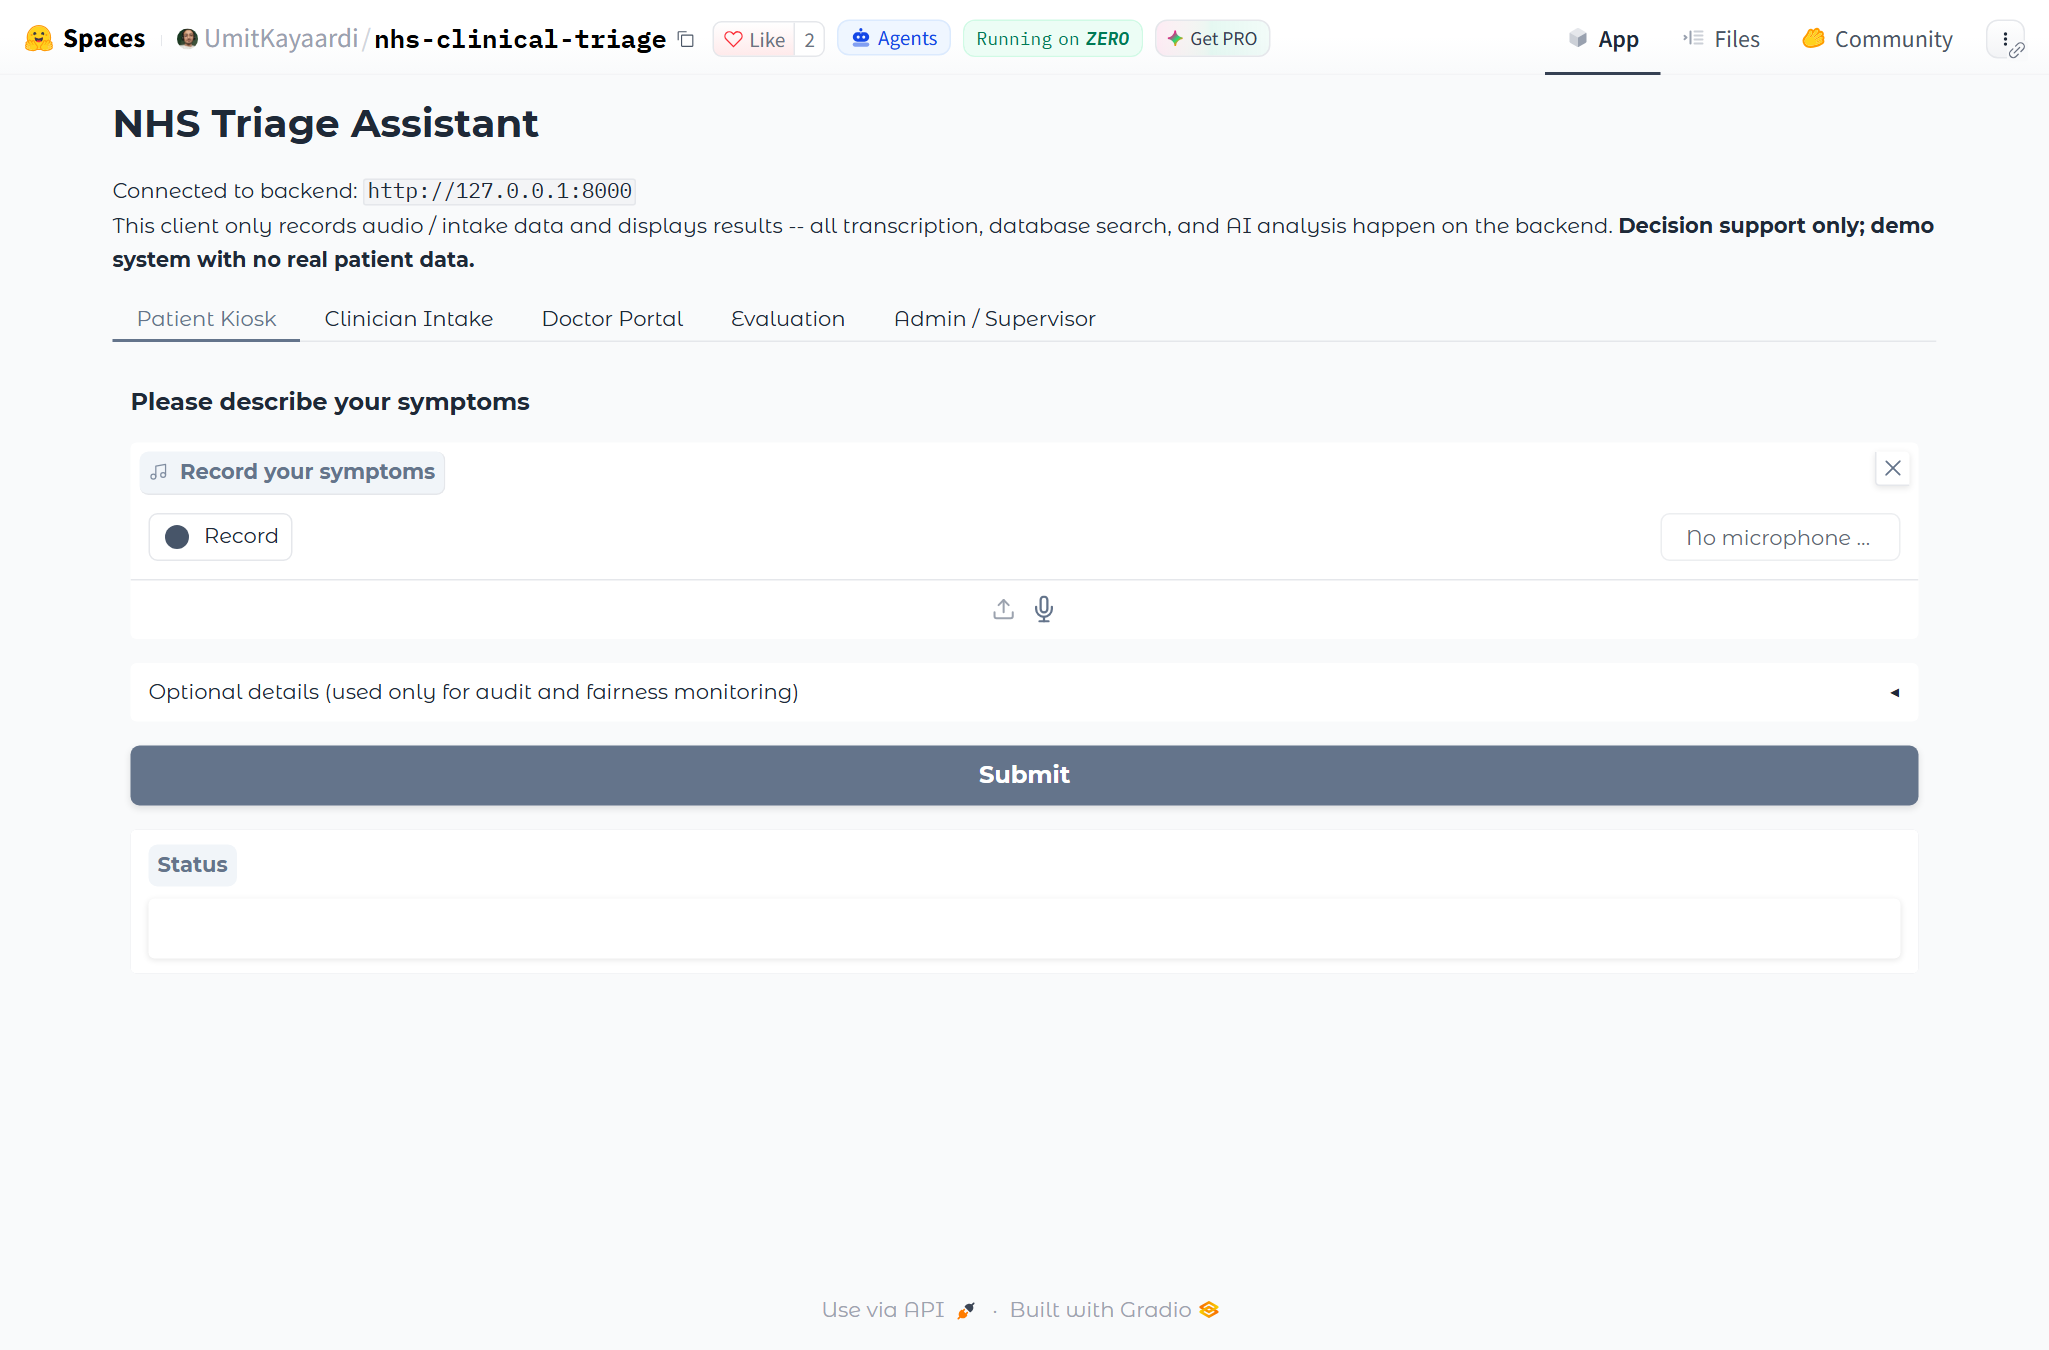 Spaces
UmitKayaardi/nhs-clinical-triage
Like 2
Agents
Running on ZERO
Get PRO
App
Files
Community
NHS Triage Assistant
Connected to backend: http://127.0.0.1:8000
This client only records audio / intake data and displays results -- all transcription, database search, and AI analysis happen on the backend. Decision support only; demo
system with no real patient data.
Patient Kiosk
Clinician Intake
Doctor Portal
Evaluation
Admin / Supervisor
Please describe your symptoms
Record your symptoms
Record
No microphone ...
Optional details (used only for audit and fairness monitoring)
Submit
Status
Use via API · Built with Gradio